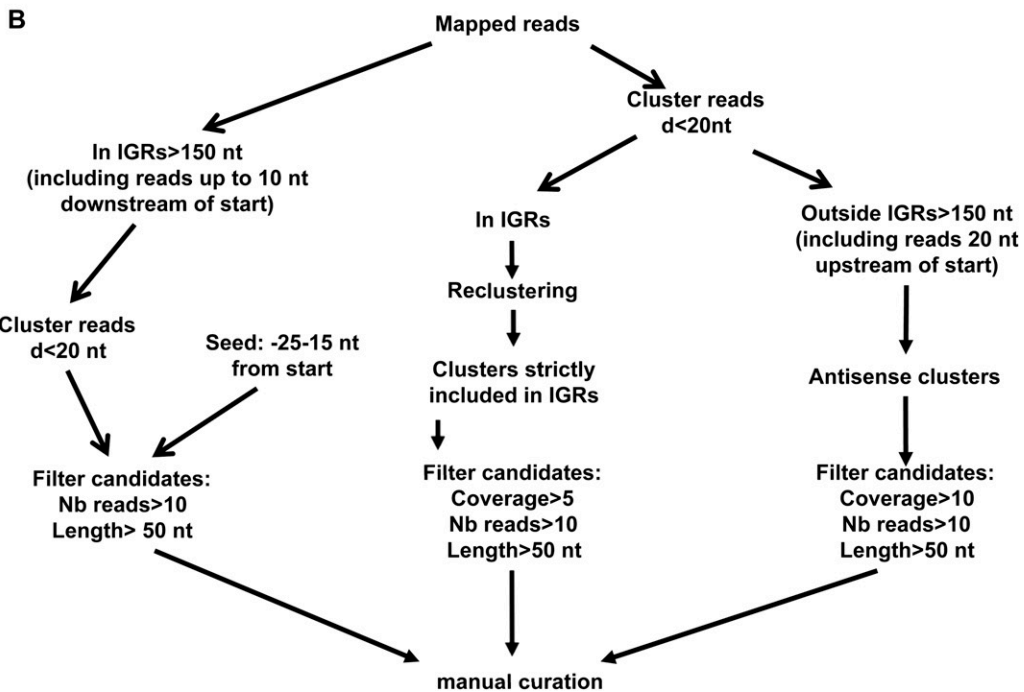 B
Mapped reads
Cluster reads
d<20nt
In IGRs>150 nt
(including reads up to 10 nt
downstream of start)
In IGRs
Outside IGRs>150 nt
(including reads 20 nt
upstream of start)
Reclustering
Cluster reads
d<20 nt
Seed: -25-15 nt
from start
Clusters strictly
included in IGRs
Antisense clusters
Filter candidates:
Nb reads>10
Length> 50 nt
Filter candidates:
Coverage>5
Nb reads>10
Length>50 nt
Filter candidates:
Coverage>10
Nb reads>10
Length>50 nt
manual curation